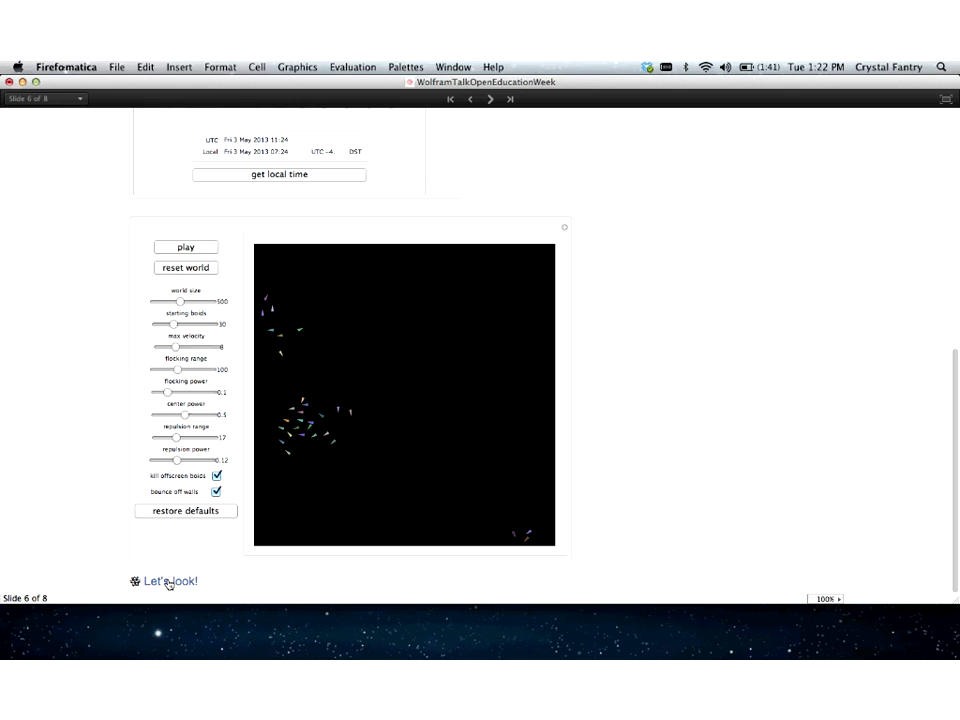 Firefomatica File Edit Insert Format Cell Graphics Evaluation Palettes Window Help (1:41) Tue 1:22 PM Crystal Fantry
WolframTalkOpenEducationWeek
Slide 6 of 8
UTC Fri 3 May 2013 11:24
Local Fri 3 May 2013 07:24 UTC -4. DST
get local time
play
reset world
world size
500
starting boids
30
max velocity
8
flocking range
100
flocking power
0.1
center power
0.5
repulsion range
17
repulsion power
0.12
kill offscreen boids
bounce off walls
restore defaults
Let's look!
Slide 6 of 8
100%